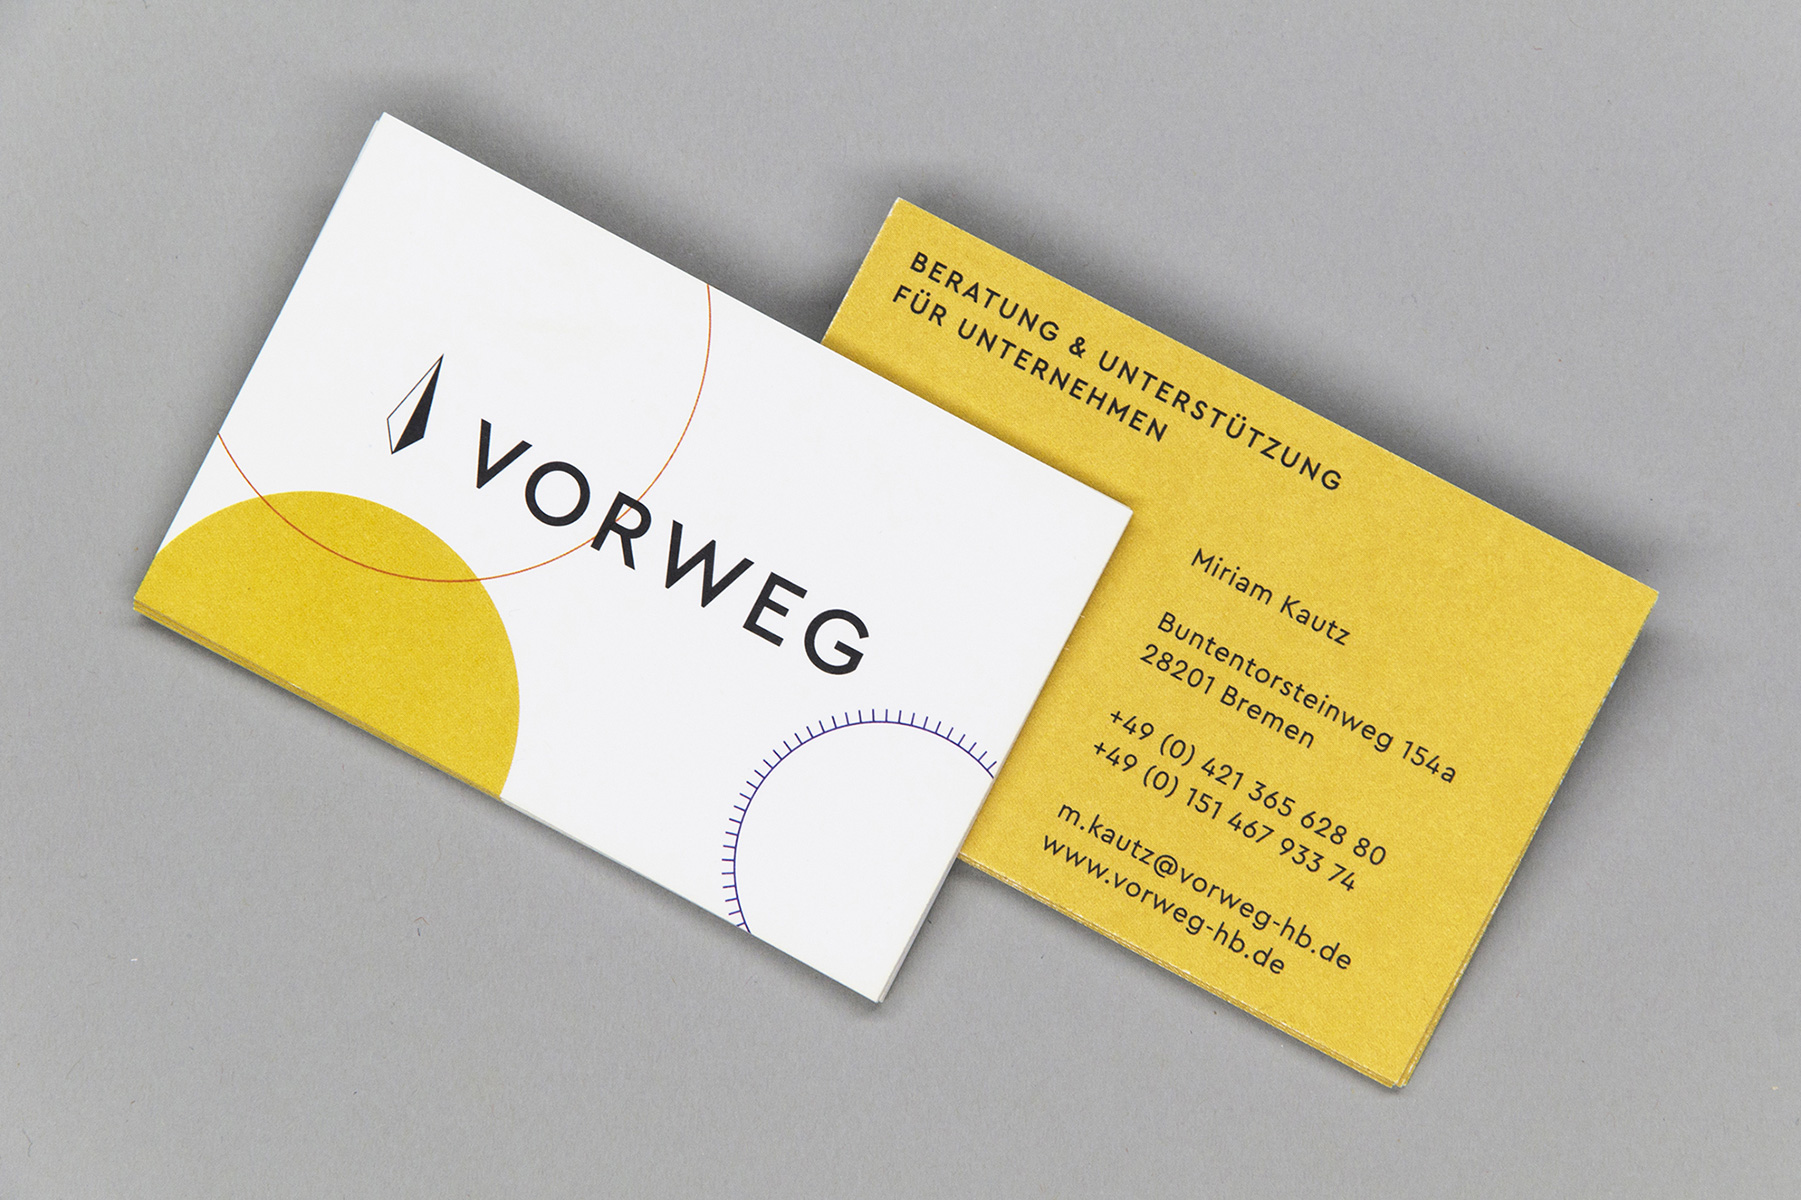 VORWEG
BERATUNG & UNTERSTÜTZUNG
FÜR UNTERNEHMEN
Miriam Kautz
Buntentorsteinweg 154a
28201 Bremen
+49 (0) 421 365 628 80
+49 (0) 151 467 933 74
m.kautz@vorweg-hb.de
www.vorweg-hb.de